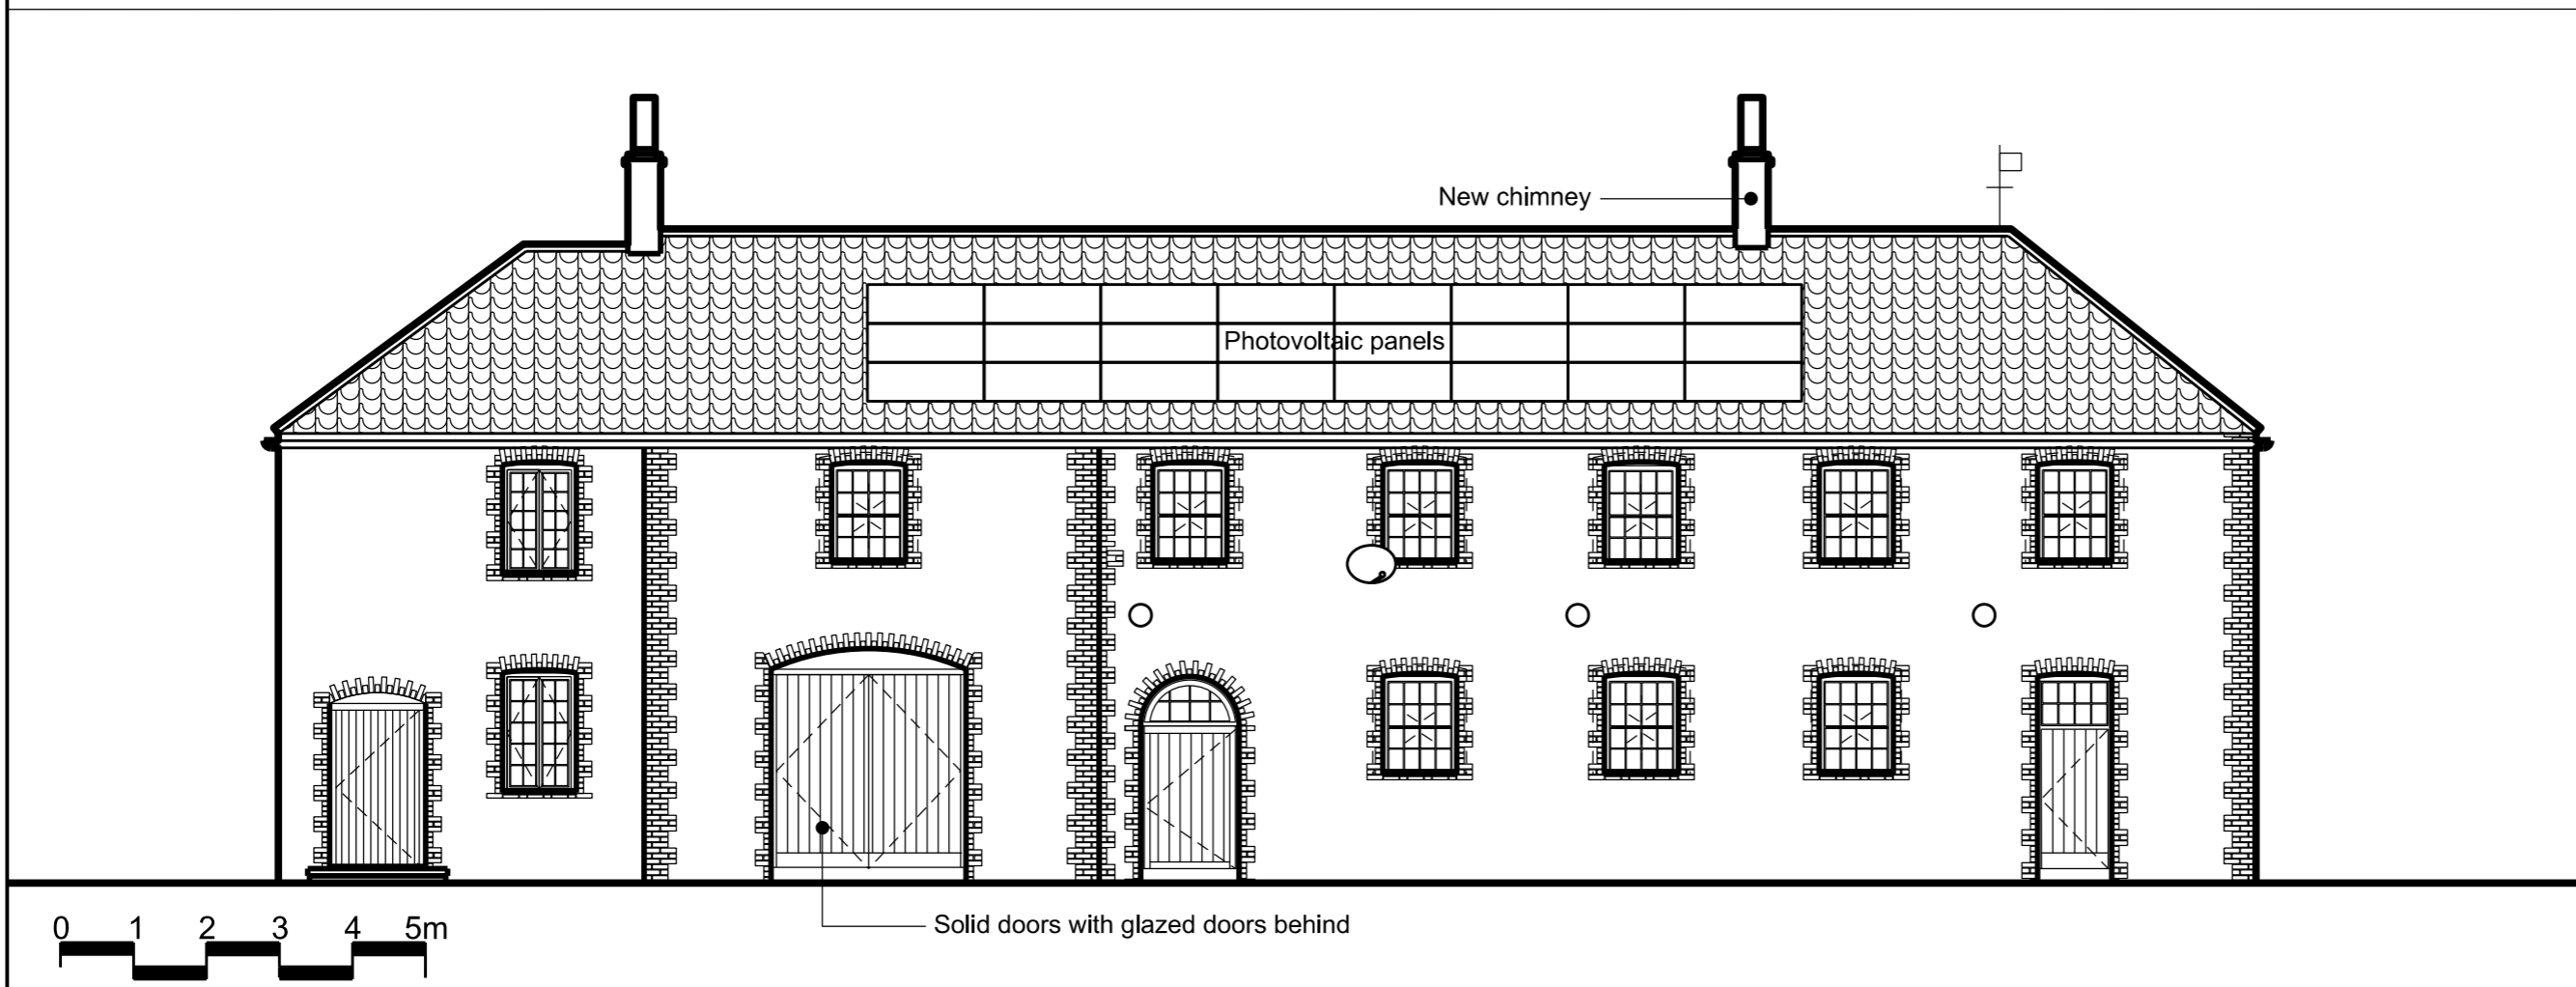 New chimney
Photovoltaic panels
Solid doors with glazed doors behind
0 1 2 3 4 5m